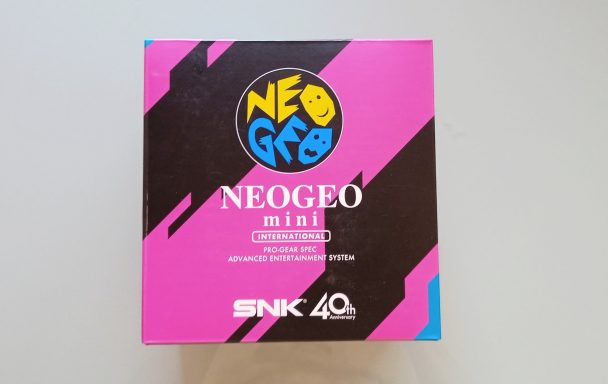 NEO
GEO
NEOGEO
mini
INTERNATIONAL
PRO-GEAR SPEC
ADVANCED ENTERTAINMENT SYSTEM
SNK® 40th
Anniversary